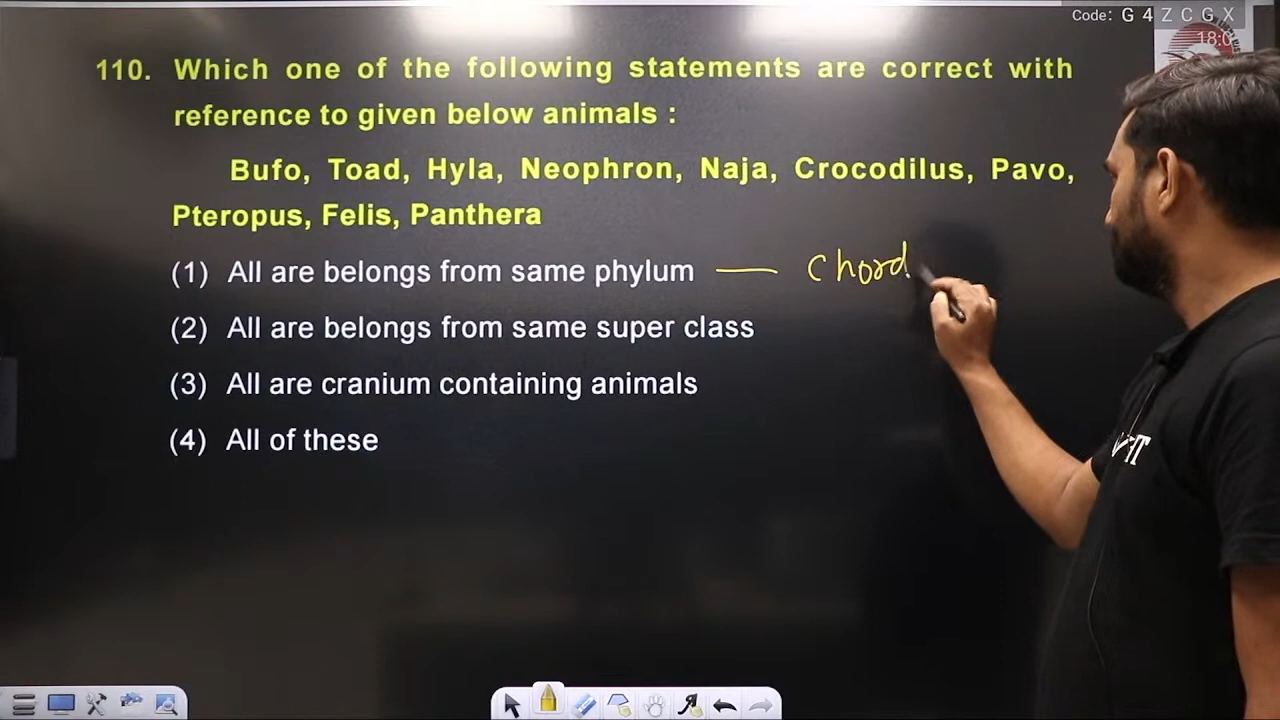 Code: G 4 Z C G X
18:0
110. Which one of the following statements are correct with
reference to given below animals :
Bufo, Toad, Hyla, Neophron, Naja, Crocodilus, Pavo,
Pteropus, Felis, Panthera
(1) All are belongs from same phylum — Chord
(2) All are belongs from same super class
(3) All are cranium containing animals
(4) All of these